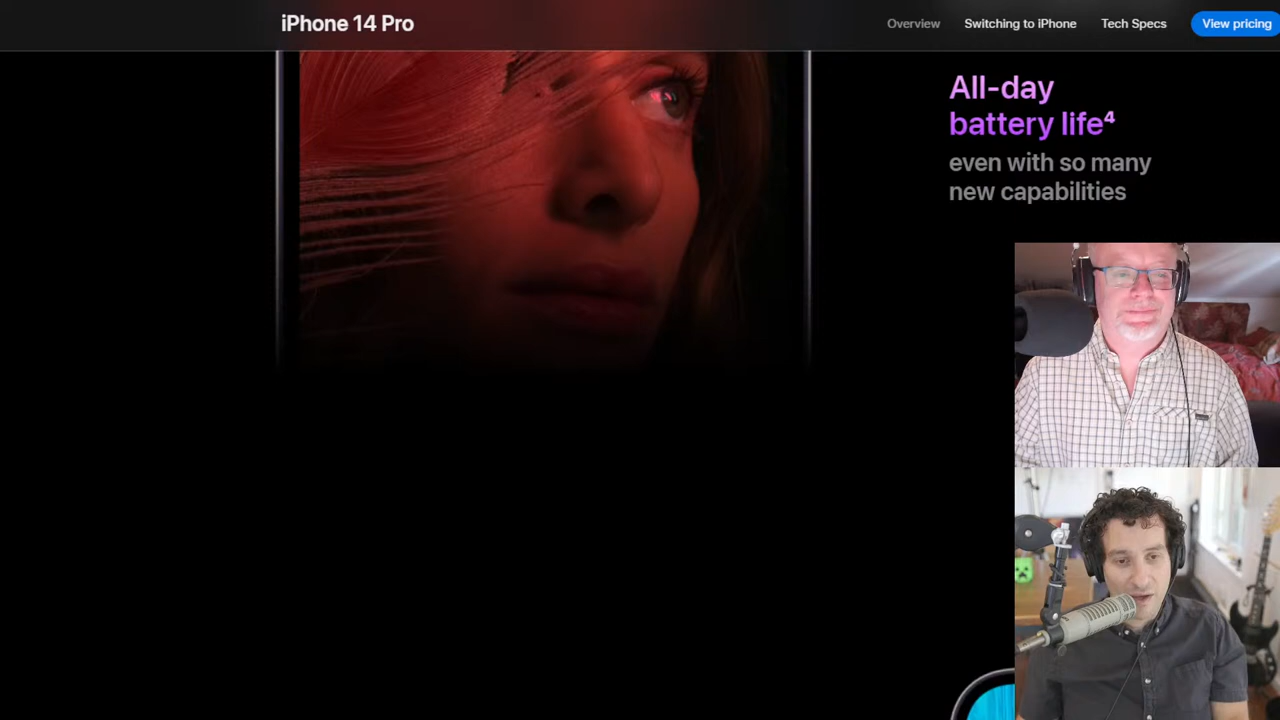 iPhone 14 Pro
Overview
Switching to iPhone
Tech Specs
View pricing
All-day
battery life⁴
even with so many
new capabilities